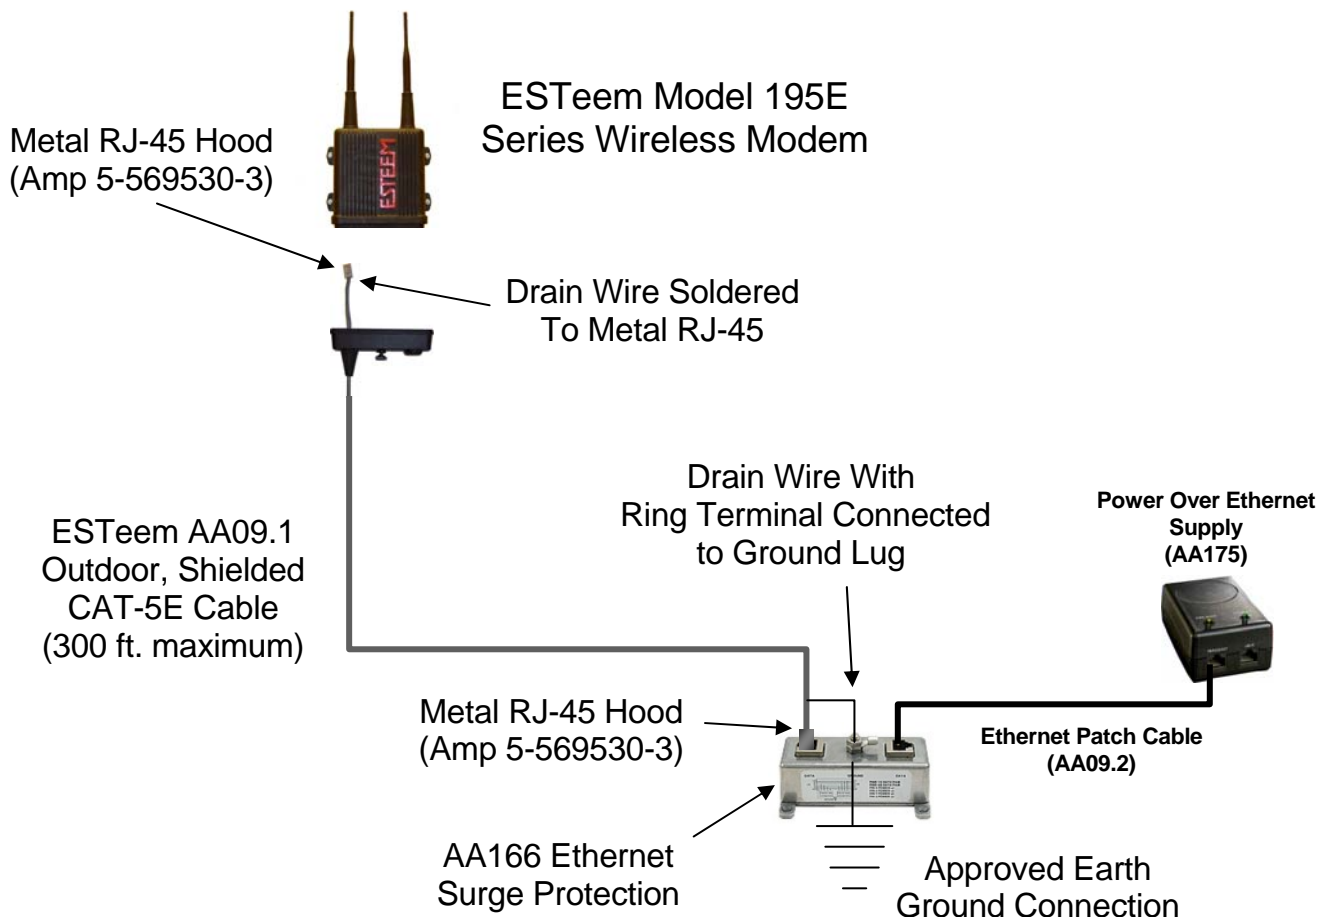 ESTeem Model 195E
Series Wireless Modem
Metal RJ-45 Hood
(Amp 5-569530-3)
ESTEEM
Drain Wire Soldered
To Metal RJ-45
ESTeem AA09.1
Outdoor, Shielded
CAT-5E Cable
(300 ft. maximum)
Drain Wire With
Ring Terminal Connected
to Ground Lug
Power Over Ethernet
Supply
(AA175)
Metal RJ-45 Hood
(Amp 5-569530-3)
Ethernet Patch Cable
(AA09.2)
AA166 Ethernet
Surge Protection
Approved Earth
Ground Connection